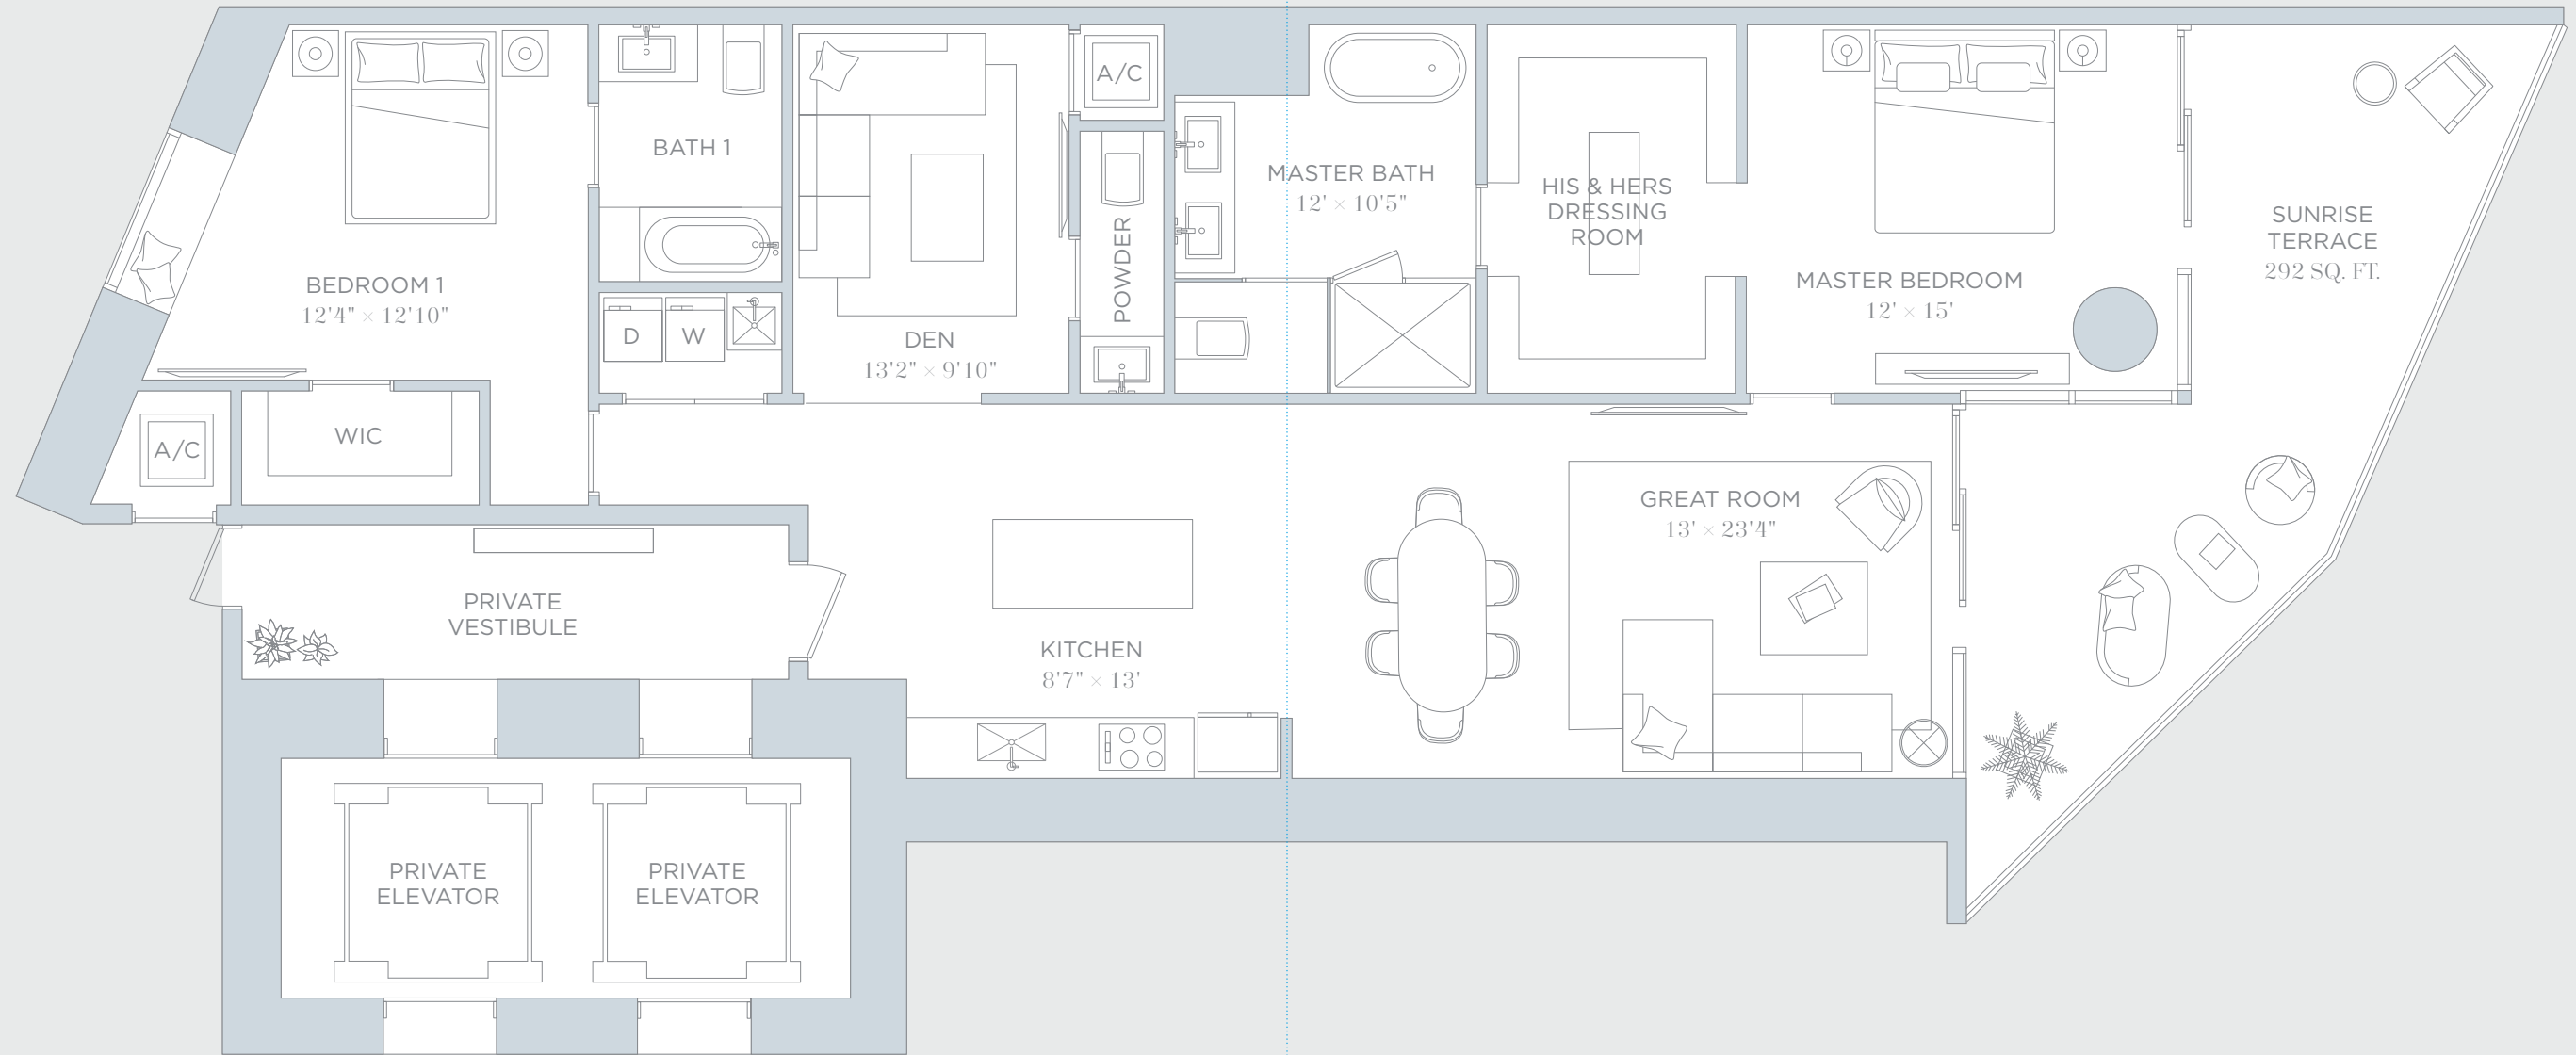 BEDROOM 1
12'4" × 12'10"
BATH 1
D
W
DEN
13'2" × 9'10"
A/C
POWDER
MASTER BATH
12' × 10'5"
HIS & HERS
DRESSING
ROOM
MASTER BEDROOM
12' × 15'
SUNRISE
TERRACE
292 SQ. FT.
A/C
WIC
PRIVATE
VESTIBULE
KITCHEN
8'7" × 13'
GREAT ROOM
13' × 23'4"
PRIVATE
ELEVATOR
PRIVATE
ELEVATOR